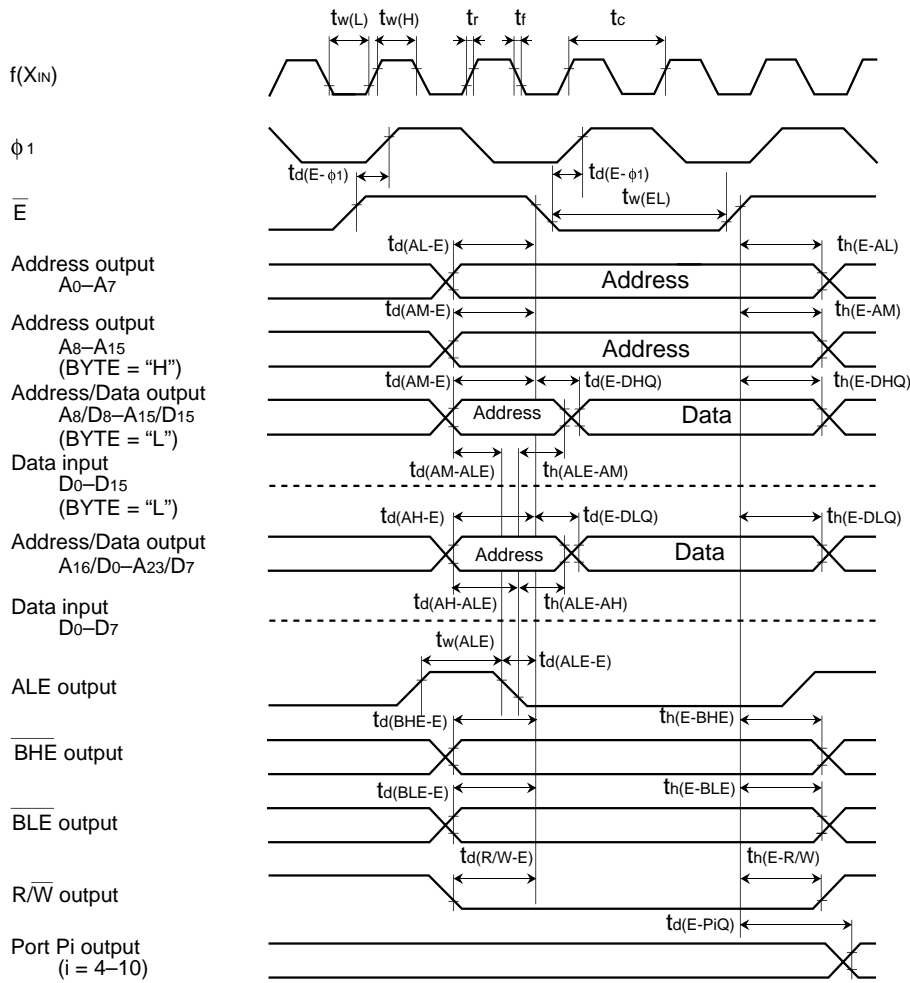 tw(L) tw(H) tr tf tc
f(XIN)
φ1
td(E-φ1) td(E-φ1)
tw(EL)
E
td(AL-E) th(E-AL)
Address output
A0–A7
Address
td(AM-E) th(E-AM)
Address output
A8–A15
(BYTE = “H”)
Address
td(AM-E) td(E-DHQ) th(E-DHQ)
Address/Data output
A8/D8–A15/D15
(BYTE = “L”)
Address Data
td(AM-ALE) th(ALE-AM)
Data input
D0–D15
(BYTE = “L”)
td(AH-E) td(E-DLQ) th(E-DLQ)
Address/Data output
A16/D0–A23/D7
Address Data
td(AH-ALE) th(ALE-AH)
Data input
D0–D7
tw(ALE) td(ALE-E)
ALE output
td(BHE-E) th(E-BHE)
BHE output
td(BLE-E) th(E-BLE)
BLE output
td(R/W-E) th(E-R/W)
R/W output
td(E-PiQ)
Port Pi output
(i = 4–10)